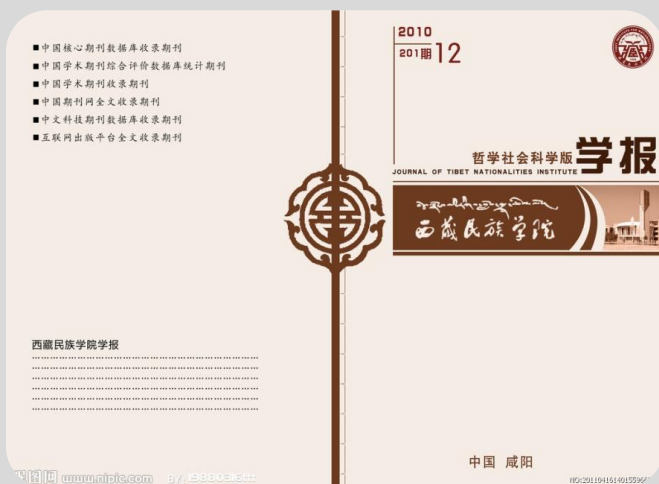 ■中国核心期刊数据库收录期刊
■中国学术期刊综合评价数据库统计期刊
■中国学术期刊收录期刊
■中国期刊网全文收录期刊
■中文科技期刊数据库收录期刊
■互联网出版平台全文收录期刊
西藏民族学院学报
2010
201期 12
哲学社会科学版 学报
JOURNAL OF TIBET NATIONALITIES INSTITUTE
西藏民族学院
中国 咸阳
昵图网 www.nipic.com